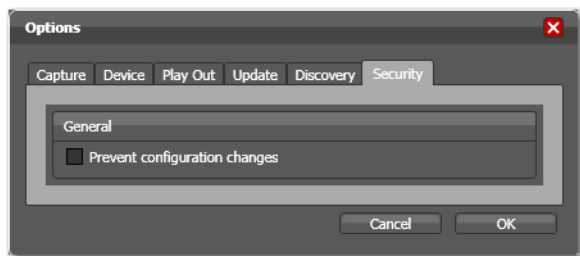 Options
Capture Device Play Out Update Discovery Security
General
Prevent configuration changes
Cancel OK